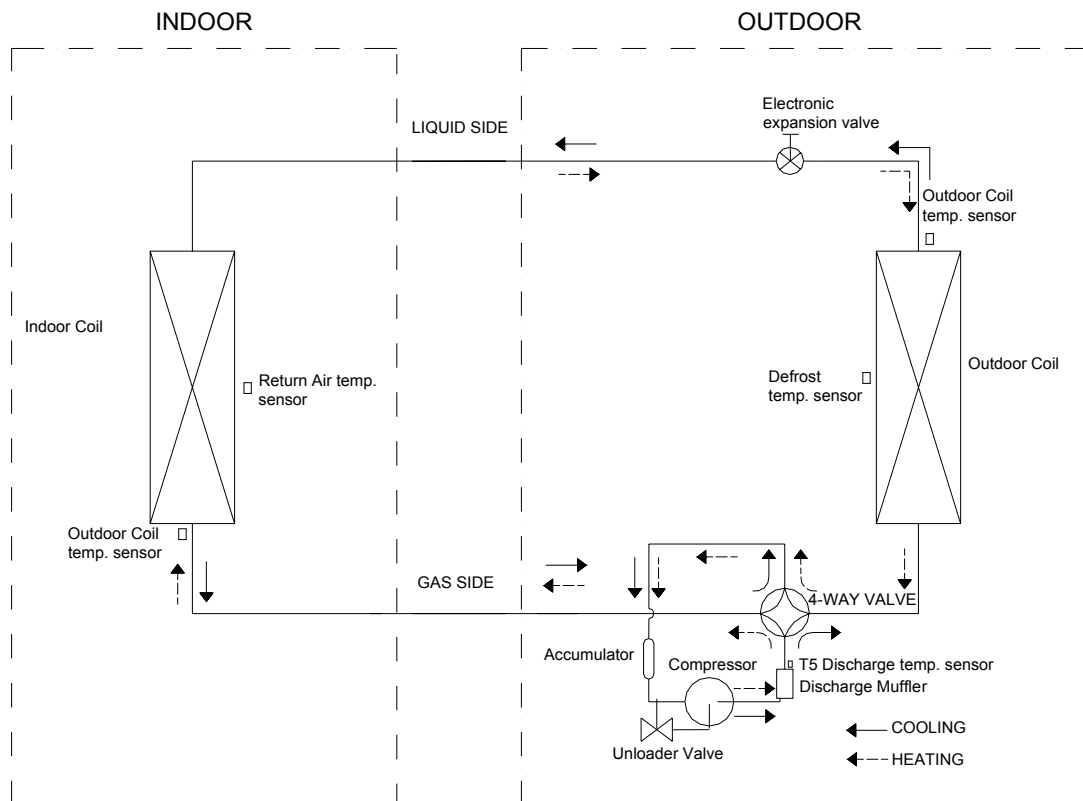 INDOOR
OUTDOOR
Electronic
expansion valve
LIQUID SIDE
Outdoor Coil
temp. sensor
Indoor Coil
Return Air temp.
sensor
Defrost
temp. sensor
Outdoor Coil
Outdoor Coil
temp. sensor
GAS SIDE
4-WAY VALVE
Accumulator
Compressor
T5 Discharge temp. sensor
Discharge Muffler
Unloader Valve
COOLING
HEATING